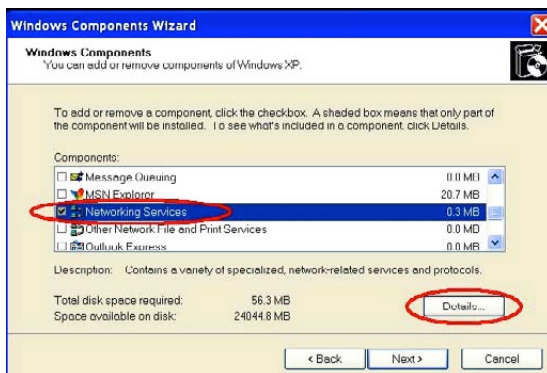 Windows Components Wizard
Windows Components
You can add or remove components of Windows XP.
To add or remove a component, click the checkbox. A shaded box means that only part of
the component will be installed. To see what's included in a component, click Details.
Components:
Message Queuing 0.0 MB
MSN Explorer 20.7 MB
Networking Services 0.3 MB
Other Network File and Print Services 0.0 MB
Outlook Express 0.0 MB
Description: Contains a variety of specialized, network-related services and protocols.
Total disk space required: 56.3 MB
Space available on disk: 24044.8 MB
Details...
< Back Next > Cancel